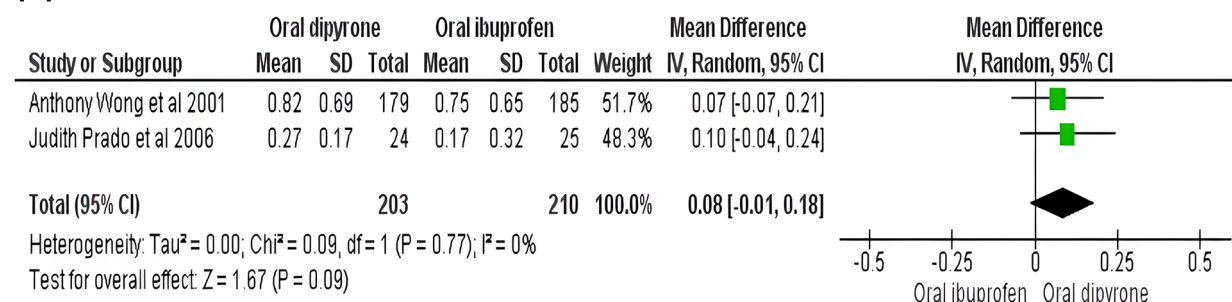 Oral dipyrone Oral ibuprofen Mean Difference Mean Difference
Study or Subgroup Mean SD Total Mean SD Total Weight IV, Random, 95% CI IV, Random, 95% CI
Anthony Wong et al 2001 0.82 0.69 179 0.75 0.65 185 51.7% 0.07 [-0.07, 0.21]
Judith Prado et al 2006 0.27 0.17 24 0.17 0.32 25 48.3% 0.10 [-0.04, 0.24]
Total (95% CI) 203 210 100.0% 0.08 [-0.01, 0.18]
Heterogeneity: Tau² = 0.00; Chi² = 0.09, df = 1 (P = 0.77); I² = 0%
Test for overall effect: Z = 1.67 (P = 0.09)
-0.5 -0.25 0 0.25 0.5
Oral ibuprofen Oral dipyrone